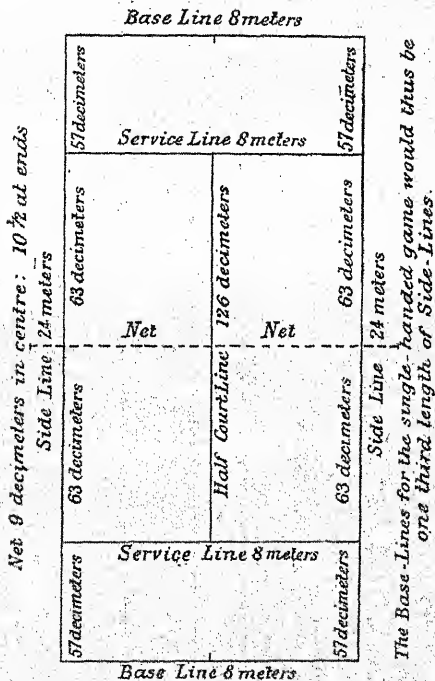 Base Line 8 meters
57 decimeters
57 decimeters
Service Line 8 meters
Net 9 decimeters in centre: 10 1/2 at ends
Side Line 24 meters
63 decimeters
126 decimeters
63 decimeters
Net
Net
63 decimeters
Half Court Line
63 decimeters
Side Line 24 meters
The Base-Lines for the single-handed game would thus be
one third length of Side-Lines.
Service Line 8 meters
57 decimeters
57 decimeters
Base Line 8 meters